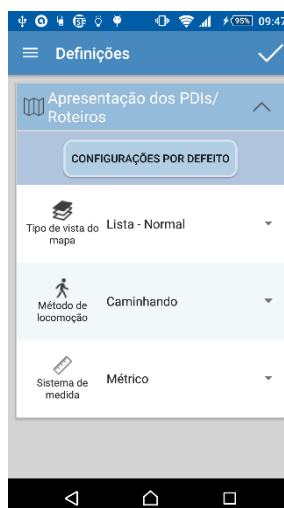 95% 09:47
Definições
Apresentação dos PDIs/
Roteiros
CONFIGURAÇÕES POR DEFEITO
Tipo de vista do
mapa
Lista - Normal
Método de
locomoção
Caminhando
Sistema de
medida
Métrico